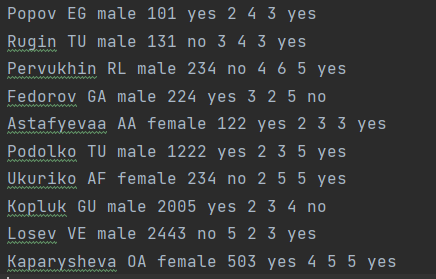 Popov EG male 101 yes 2 4 3 yes
Rugin TU male 131 no 3 4 3 yes
Pervukhin RL male 234 no 4 6 5 yes
Fedorov GA male 224 yes 3 2 5 no
Astafyevaa AA female 122 yes 2 3 3 yes
Podolko TU male 1222 yes 2 3 5 yes
Ukuriko AF female 234 no 2 5 5 yes
Kopluk GU male 2005 yes 2 3 4 no
Losev VE male 2443 no 5 2 3 yes
Kaparysheva OA female 503 yes 4 5 5 yes